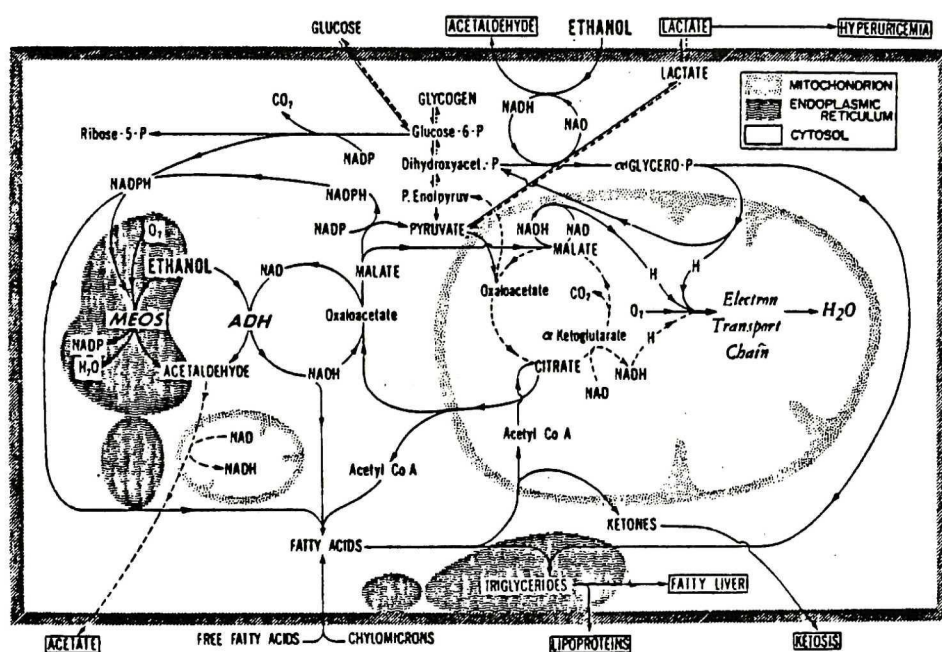 GLUCOSE
ACETALDEHYDE
ETHANOL
LACTATE
HYPERURICEMIA
LACTATE
MITOCHONDRION
ENDOPLASMIC
RETICULUM
CYTOSOL
CO₂
GLYCOGEN
NADH
NAD
Ribose-5-P
Glucose-6-P
NADP
Dihydroxyacet.-P
α-GLYCERO-P
NADPH
NADPH
P. Enolpyruv
NADP
PYRUVATE
NADH
NAD
O₂
ETHANOL
NAD
MALATE
MALATE
H
H
Oxaloacetate
CO₂
MEOS
ADH
Oxaloacetate
O₂
Electron
Transport
Chain
H₂O
NADP
H₂O
α Ketoglutarate
H
ACETALDEHYDE
NADH
CITRATE
NADH
NAD
NAD
NADH
Acetyl Co A
Acetyl Co A
KETONES
FATTY ACIDS
TRIGLYCERIDES
FATTY LIVER
ACETATE
FREE FATTY ACIDS
CHYLOMICRONS
LIPOPROTEINS
KETOSIS